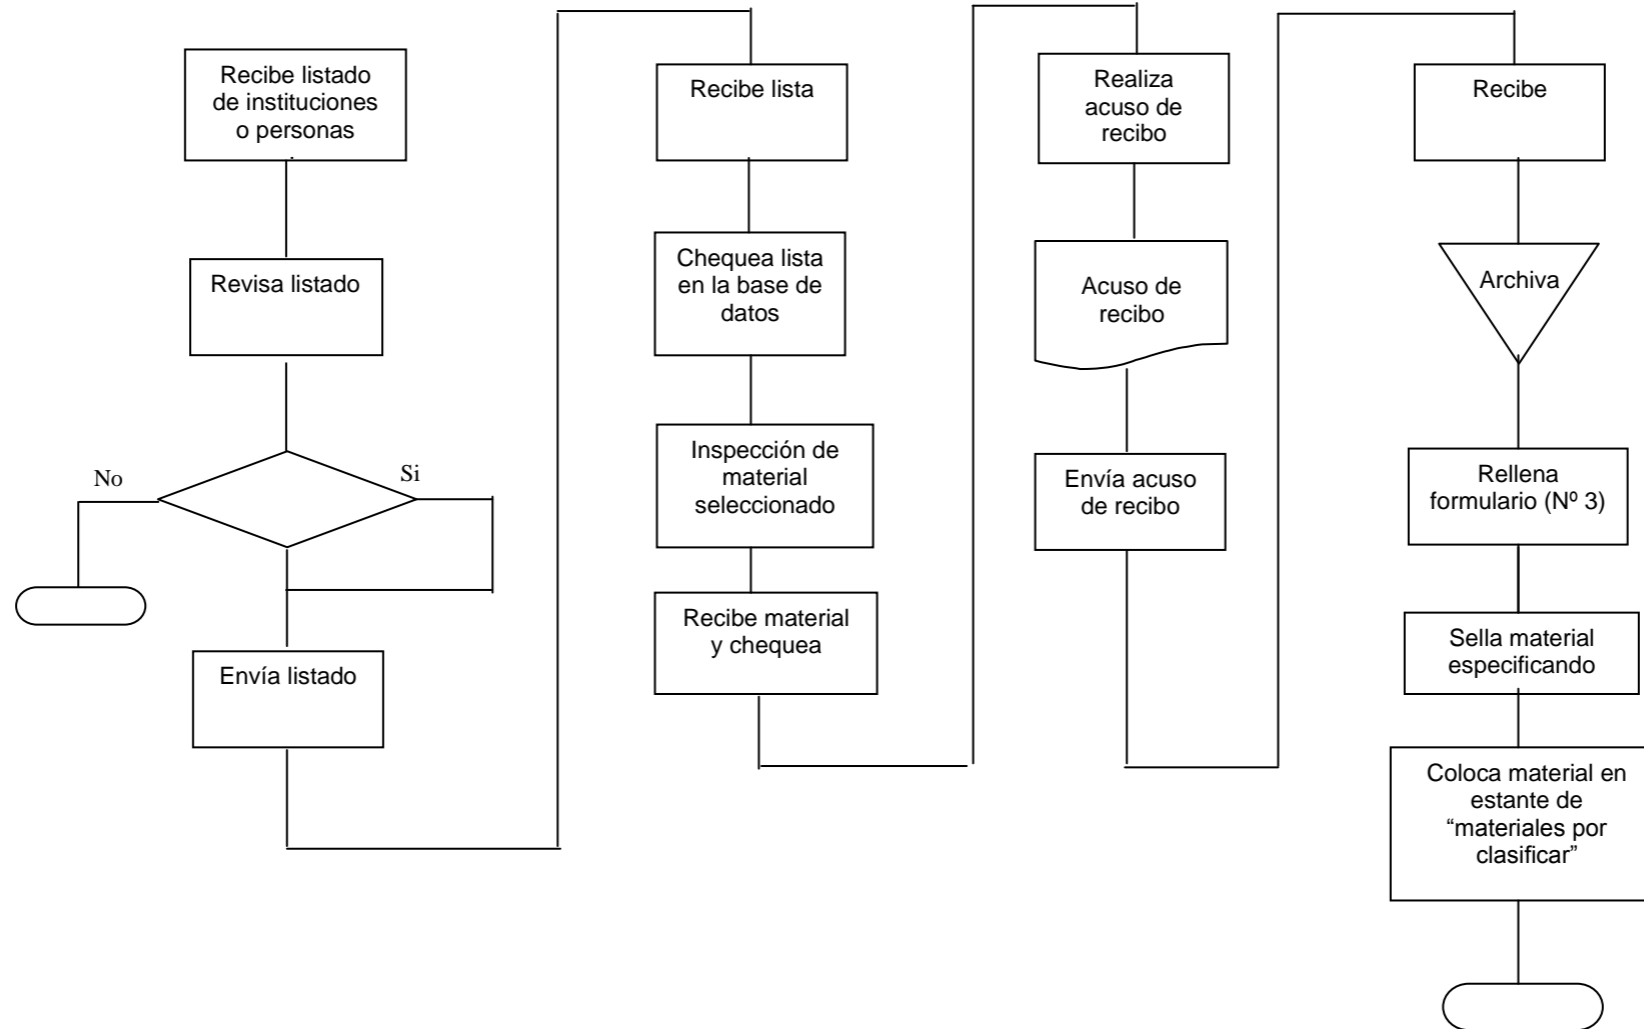 Recibe listado
de instituciones
o personas
Revisa listado
No
Si
Envía listado
Recibe lista
Chequea lista
en la base de
datos
Inspección de
material
seleccionado
Recibe material
y chequea
Realiza
acuso de
recibo
Acuso de
recibo
Envía acuso
de recibo
Recibe
Archiva
Rellena
formulario (Nº 3)
Sella material
especificando
Coloca material en
estante de
“materiales por
clasificar”